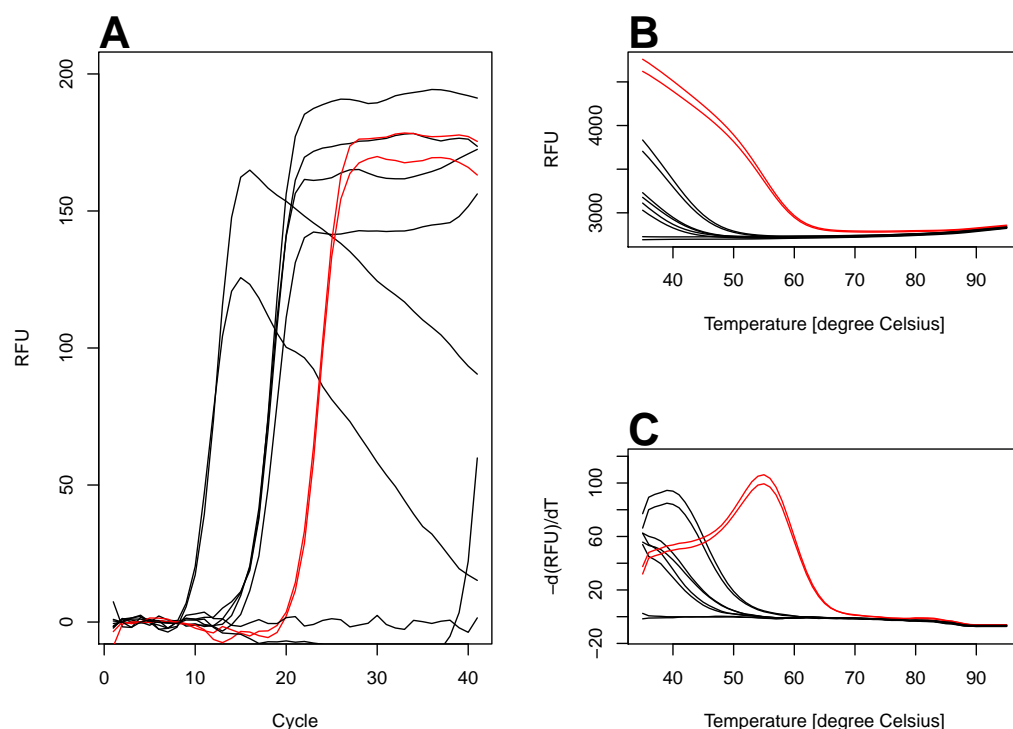 A
200
150
100
50
0
RFU
0 10 20 30 40
Cycle
B
4000
3000
RFU
40 50 60 70 80 90
Temperature [degree Celsius]
C
100
60
20
−20
−d(RFU)/dT
40 50 60 70 80 90
Temperature [degree Celsius]